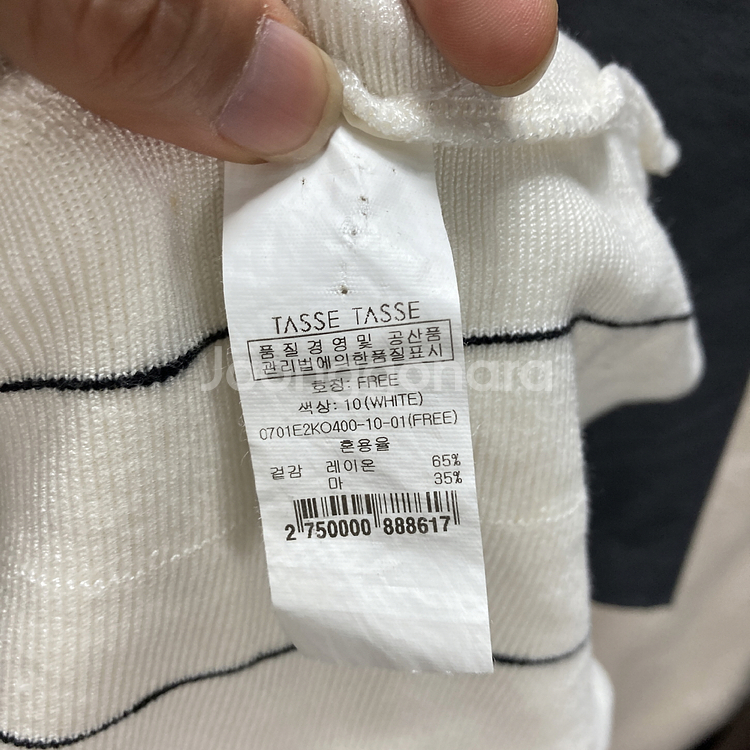 TASSE TASSE
품질경영및 공산품
관리법에의한품질표시
호칭: FREE
색상: 10(WHITE)
0701E2KO400-10-01(FREE)
혼용율
겉감 레이온 65%
마 35%
2 750000 888617